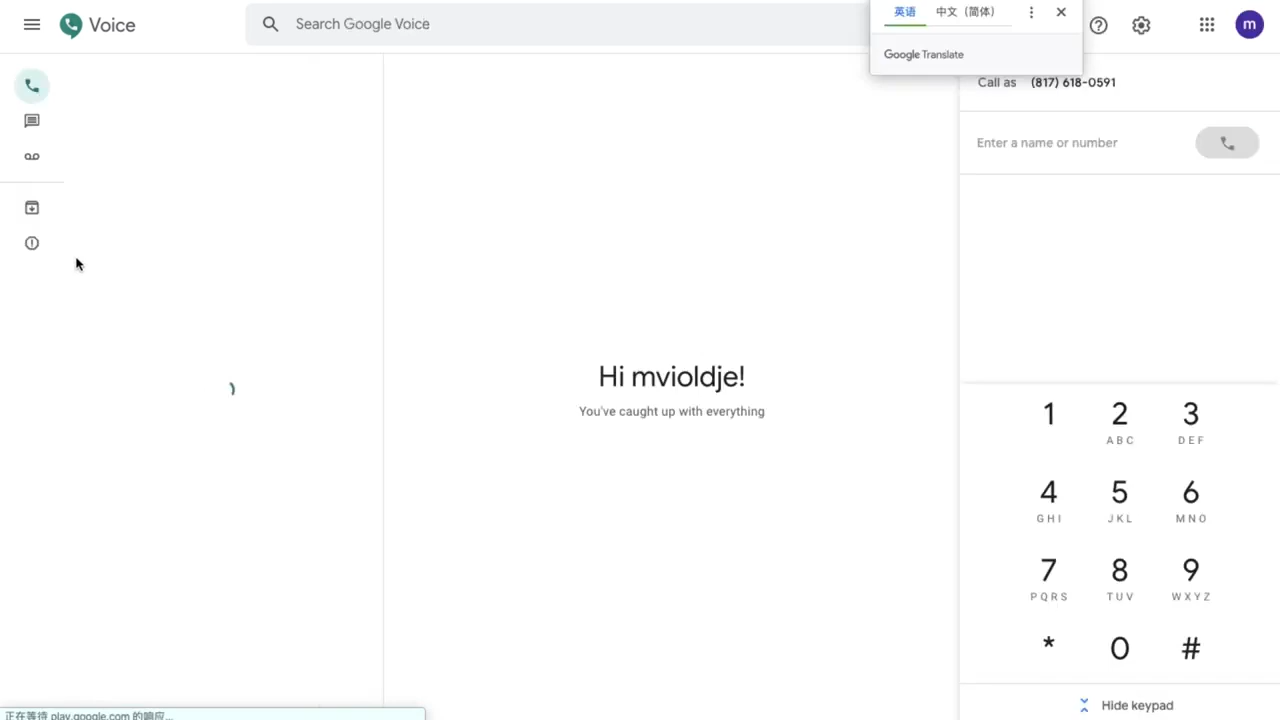 Voice
Search Google Voice
英语 中文（简体）
Google Translate
m
Call as (817) 618-0591
Enter a name or number
Hi mvioldje!
You've caught up with everything
1 2 3
ABC DEF
4 5 6
GHI JKL MNO
7 8 9
PQRS TUV WXYZ
* 0 #
Hide keypad
正在等待 play.google.com 的响应...